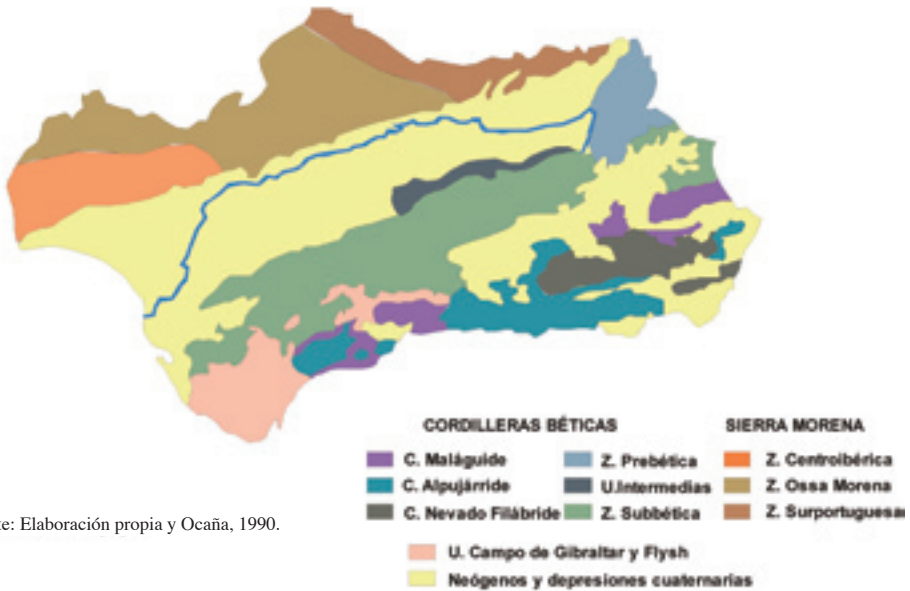 CORDILLERAS BÉTICAS
SIERRA MORENA
C. Maláguide
Z. Prebética
Z. Centroibérica
C. Alpujárride
U.Intermedias
Z. Ossa Morena
C. Nevado Filábride
Z. Subbética
Z. Surportuguesa
te: Elaboración propia y Ocaña, 1990.
U. Campo de Gibraltar y Flysh
Neógenos y depresiones cuaternarias